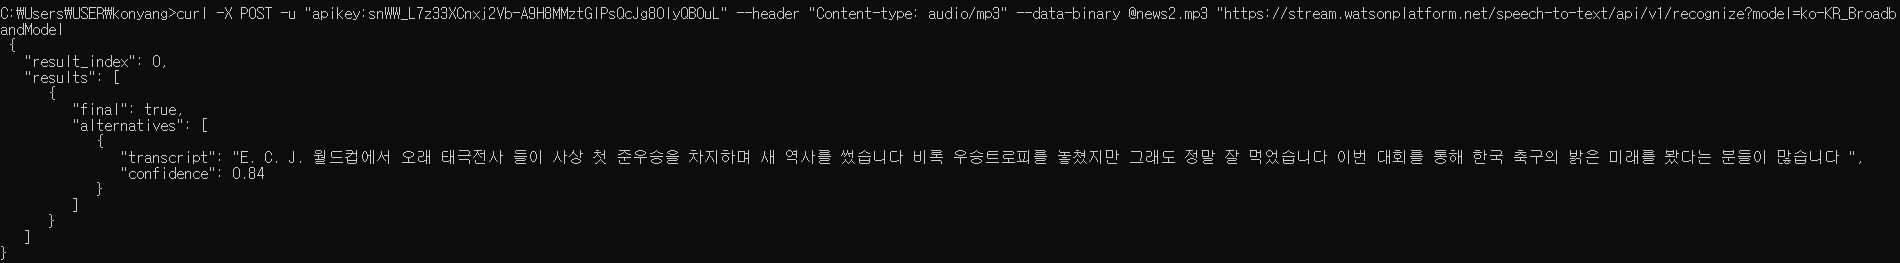 C:\Users\USER\konyang>curl -X POST -u "apikey:snWW_L7z33XCnxj2Vb-A9H8MMztGlPsQcJg8OlyQBOuL" --header "Content-type: audio/mp3" --data-binary @news2.mp3 "https://stream.watsonplatform.net/speech-to-text/api/v1/recognize?model=ko-KR_Broadb
andModel
{
"result_index": 0,
"results": [
{
"final": true,
"alternatives": [
{
"transcript": "E. C. J. 월드컵에서 오래 태극전사 들이 사상 첫 준우승을 차지하며 새 역사를 썼습니다 비록 우승트로피를 놓쳤지만 그래도 정말 잘 먹었습니다 이번 대회를 통해 한국 축구의 밝은 미래를 봤다는 분들이 많습니다 ",
"confidence": 0.84
}
]
}
]
}